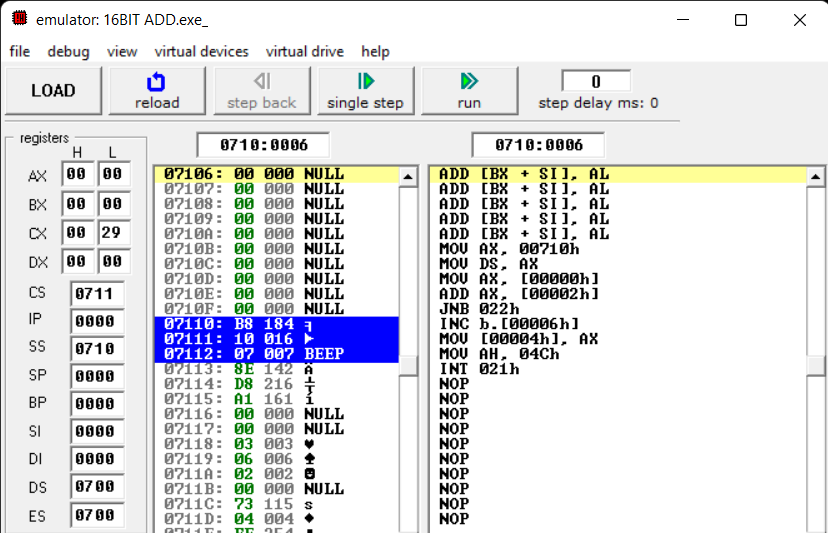 emulator: 16BIT ADD.exe_
file debug view virtual devices virtual drive help
LOAD
reload
step back
single step
run
0
step delay ms: 0
registers
H L
AX 00 00
BX 00 00
CX 00 29
DX 00 00
CS 0711
IP 0000
SS 0710
SP 0000
BP 0000
SI 0000
DI 0000
DS 0700
ES 0700
0710:0006
07106: 00 000 NULL
07107: 00 000 NULL
07108: 00 000 NULL
07109: 00 000 NULL
0710A: 00 000 NULL
0710B: 00 000 NULL
0710C: 00 000 NULL
0710D: 00 000 NULL
0710E: 00 000 NULL
0710F: 00 000 NULL
07110: B8 184 ╕
07111: 10 016 ►
07112: 07 007 BEEP
07113: 8E 142 Ä
07114: D8 216 ╪
07115: A1 161 í
07116: 00 000 NULL
07117: 00 000 NULL
07118: 03 003 ♥
07119: 06 006 ♠
0711A: 02 002 ☻
0711B: 00 000 NULL
0711C: 73 115 s
0711D: 04 004 ♦
0710:0006
ADD [BX + SI], AL
ADD [BX + SI], AL
ADD [BX + SI], AL
ADD [BX + SI], AL
ADD [BX + SI], AL
MOV AX, 00710h
MOV DS, AX
MOV AX, [00000h]
ADD AX, [00002h]
JNB 022h
INC b.[00006h]
MOV [00004h], AX
MOV AH, 04Ch
INT 021h
NOP
NOP
NOP
NOP
NOP
NOP
NOP
NOP
NOP
NOP